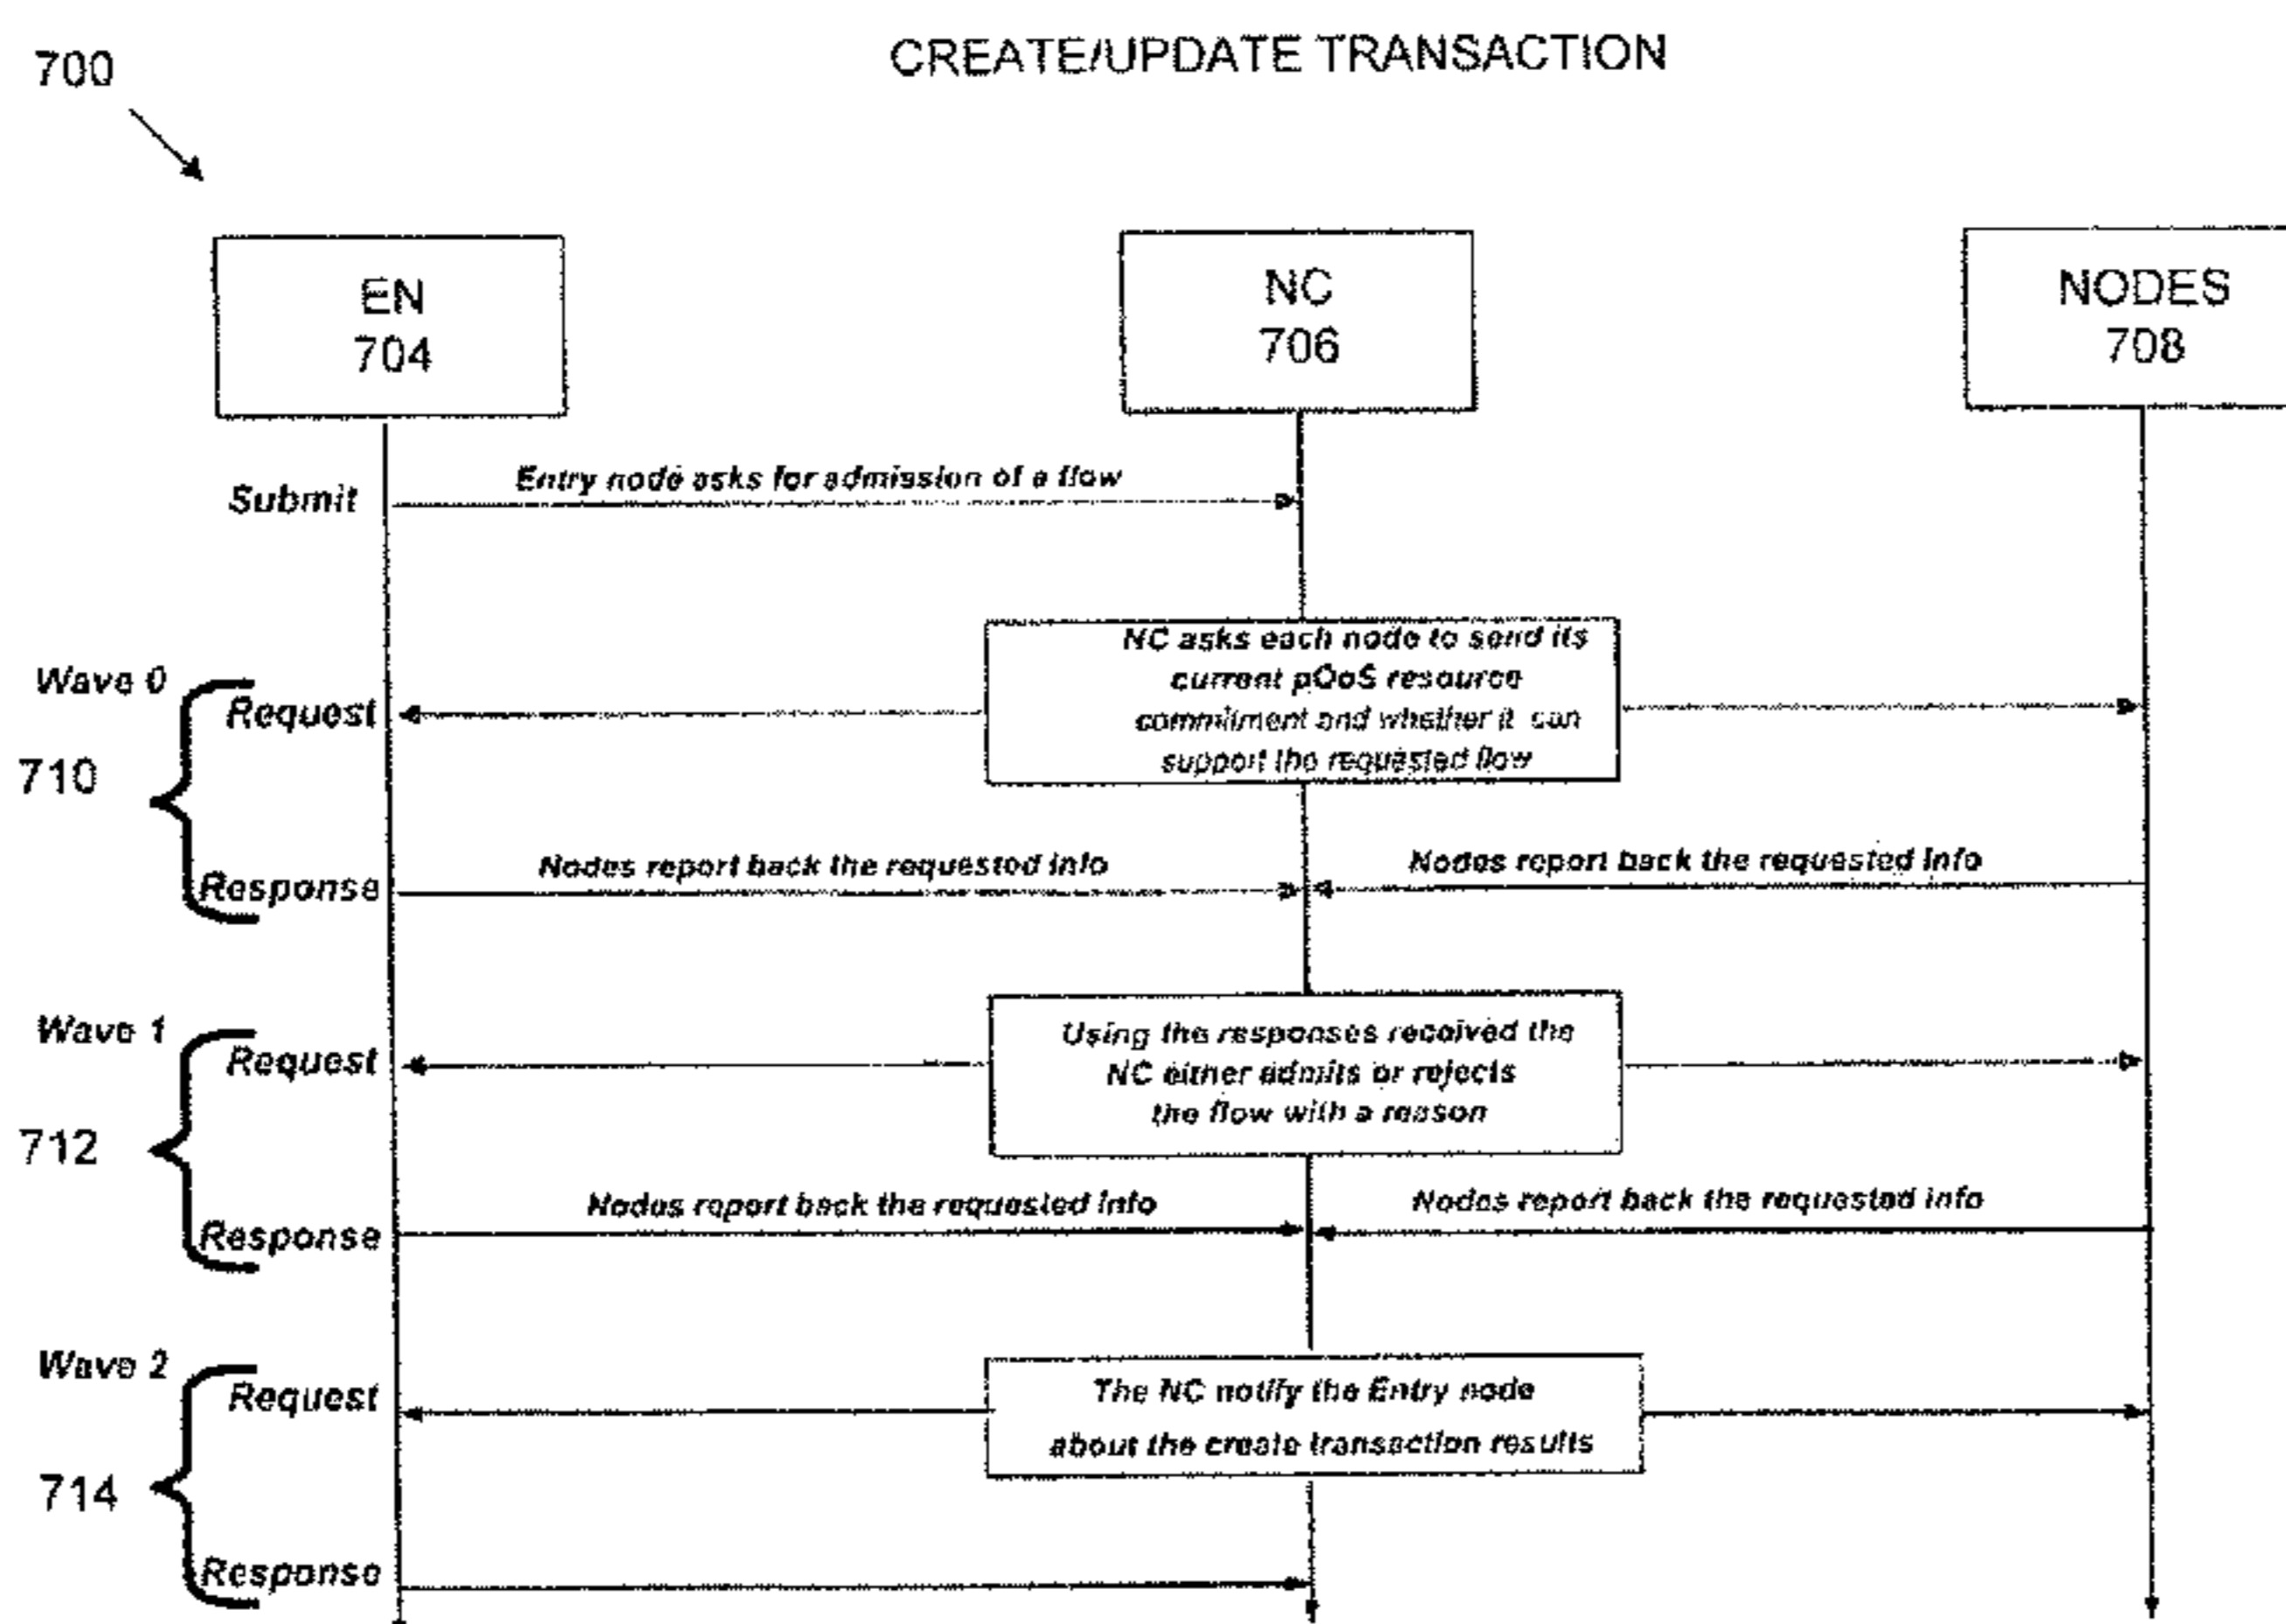 700
CREATE/UPDATE TRANSACTION
EN
704
NC
706
NODES
708
Submit
Entry node asks for admission of a flow
Wave 0
Request
710
Response
NC asks each node to send its
current pQoS resource
commitment and whether it can
support the requested flow
Nodes report back the requested info
Nodes report back the requested info
Wave 1
Request
712
Response
Using the responses received the
NC either admits or rejects
the flow with a reason
Nodes report back the requested info
Nodes report back the requested info
Wave 2
Request
714
Response
The NC notify the Entry node
about the create transaction results